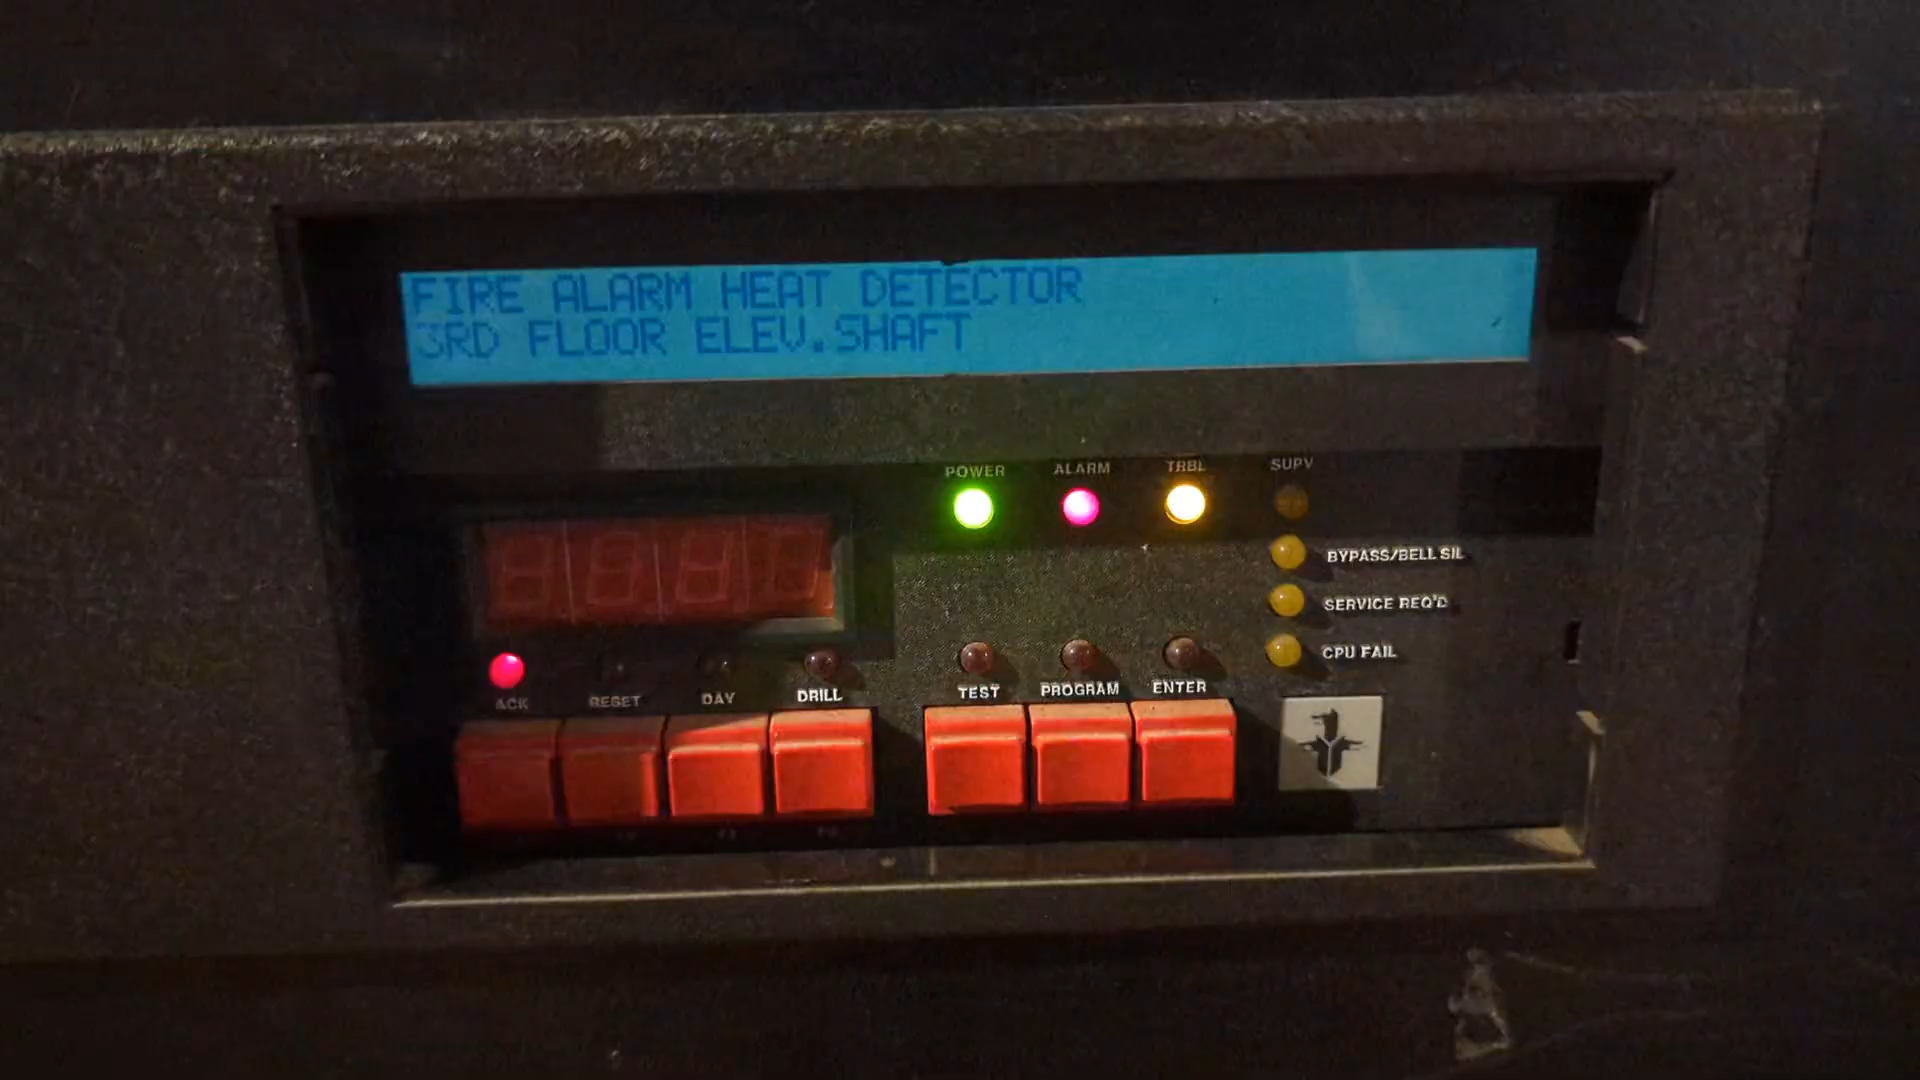 FIRE ALARM HEAT DETECTOR
3RD FLOOR ELEV.SHAFT
POWER ALARM TRBL SUPV
BYPASS/BELL SIL
SERVICE REQ'D
CPU FAIL
ACK RESET DAY DRILL TEST PROGRAM ENTER